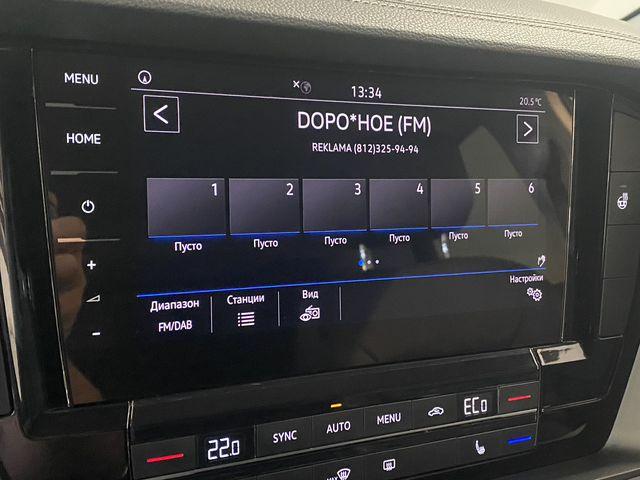 MENU
HOME
13:34
20.5°C
DOPO*HOE (FM)
REKLAMA (812)325-94-94
1 2 3 4 5 6
Пусто Пусто Пусто Пусто Пусто Пусто
Диапазон Станции Вид Настройки
FM/DAB
+
-
22.0 SYNC AUTO MENU ECO
MAX